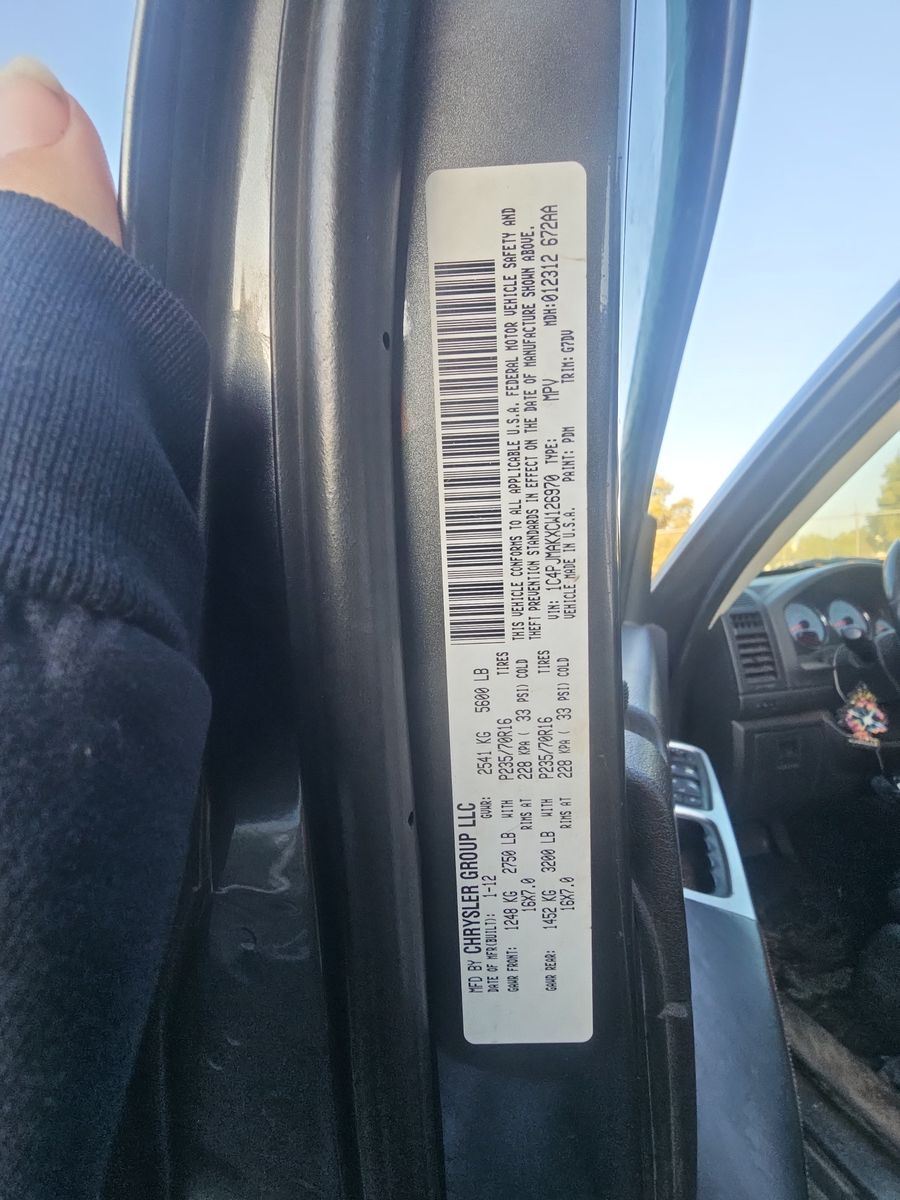 MFD BY CHRYSLER GROUP LLC
DATE OF MFR(BUILT): 1-12 GVWR: 2541 KG 5600 LB
GAWR FRONT: 1248 KG 2750 LB WITH P235/70R16 TIRES
16X7.0 RIMS AT 228 KPA ( 33 PSI) COLD
GAWR REAR: 1452 KG 3200 LB WITH P235/70R16 TIRES
16X7.0 RIMS AT 228 KPA ( 33 PSI) COLD
THIS VEHICLE CONFORMS TO ALL APPLICABLE U.S.A. FEDERAL MOTOR VEHICLE SAFETY AND
THEFT PREVENTION STANDARDS IN EFFECT ON THE DATE OF MANUFACTURE SHOWN ABOVE.
VIN: 1C4PJMAKXCW126970 TYPE: MPV MDH:012312 672AA
VEHICLE MADE IN U.S.A. PAINT: PDM TRIM: G7DV